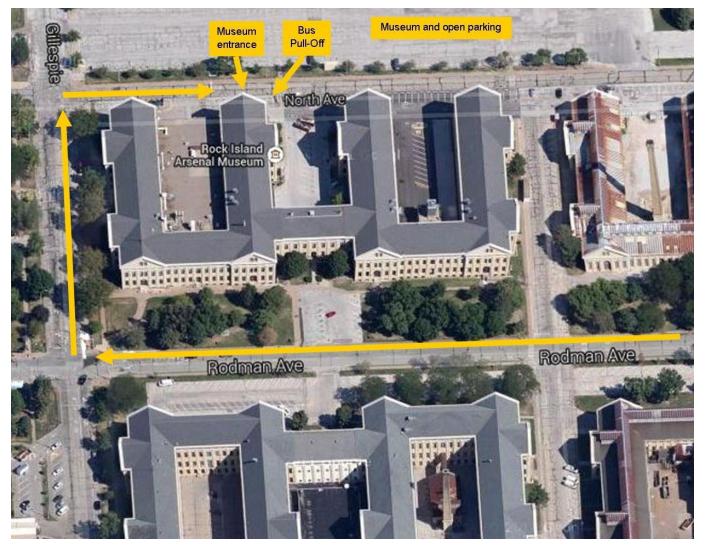 Museum
entrance
Bus
Pull-Off
Museum and open parking
Gillespie
North Ave
Rock Island
Arsenal Museum
Rodman Ave
Rodman Ave